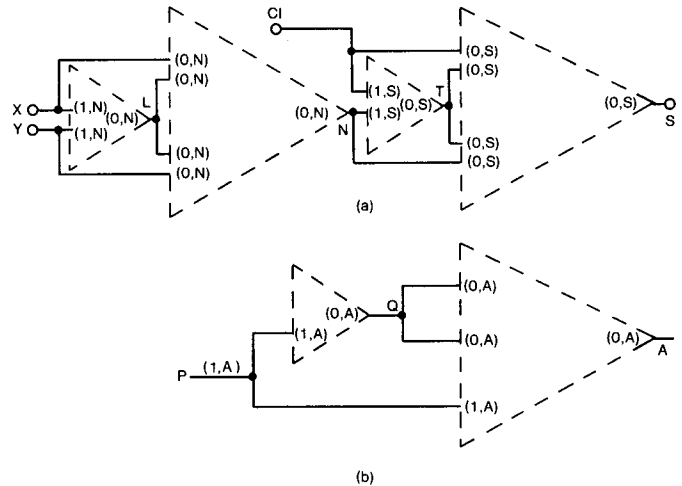 CI
(0,N)
(0,S)
(0,N)
(0,S)
L
T
(1,S)
X
(1,N)
(0,N)
(0,N)
N
(1,S)
(0,S)
(0,S)
S
Y
(1,N)
(0,N)
(0,S)
(0,N)
(0,S)
(a)
(0,A)
Q
(0,A)
(1,A)
(0,A)
(0,A)
A
P
(1,A)
(1,A)
(b)